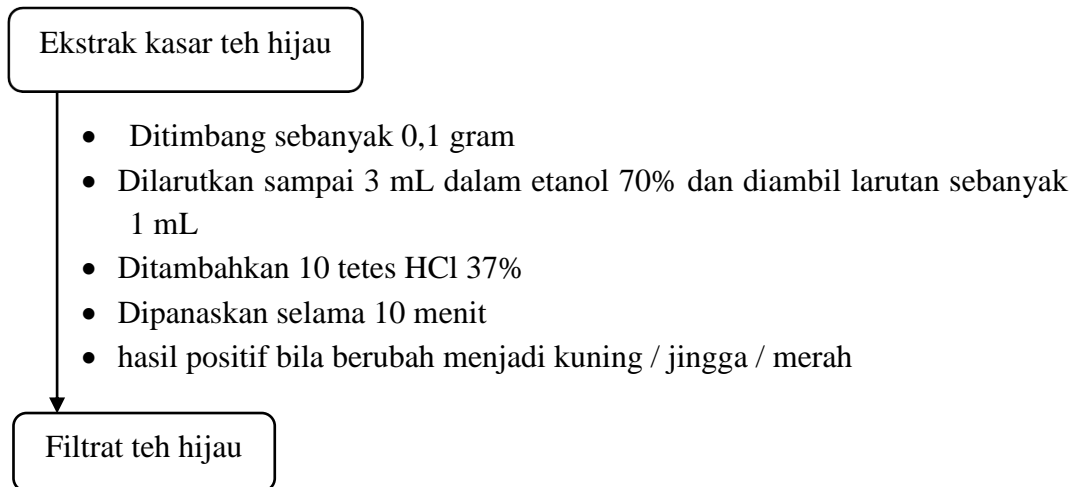 Ekstrak kasar teh hijau
• Ditimbang sebanyak 0,1 gram
• Dilarutkan sampai 3 mL dalam etanol 70% dan diambil larutan sebanyak
1 mL
• Ditambahkan 10 tetes HCl 37%
• Dipanaskan selama 10 menit
• hasil positif bila berubah menjadi kuning / jingga / merah
Filtrat teh hijau